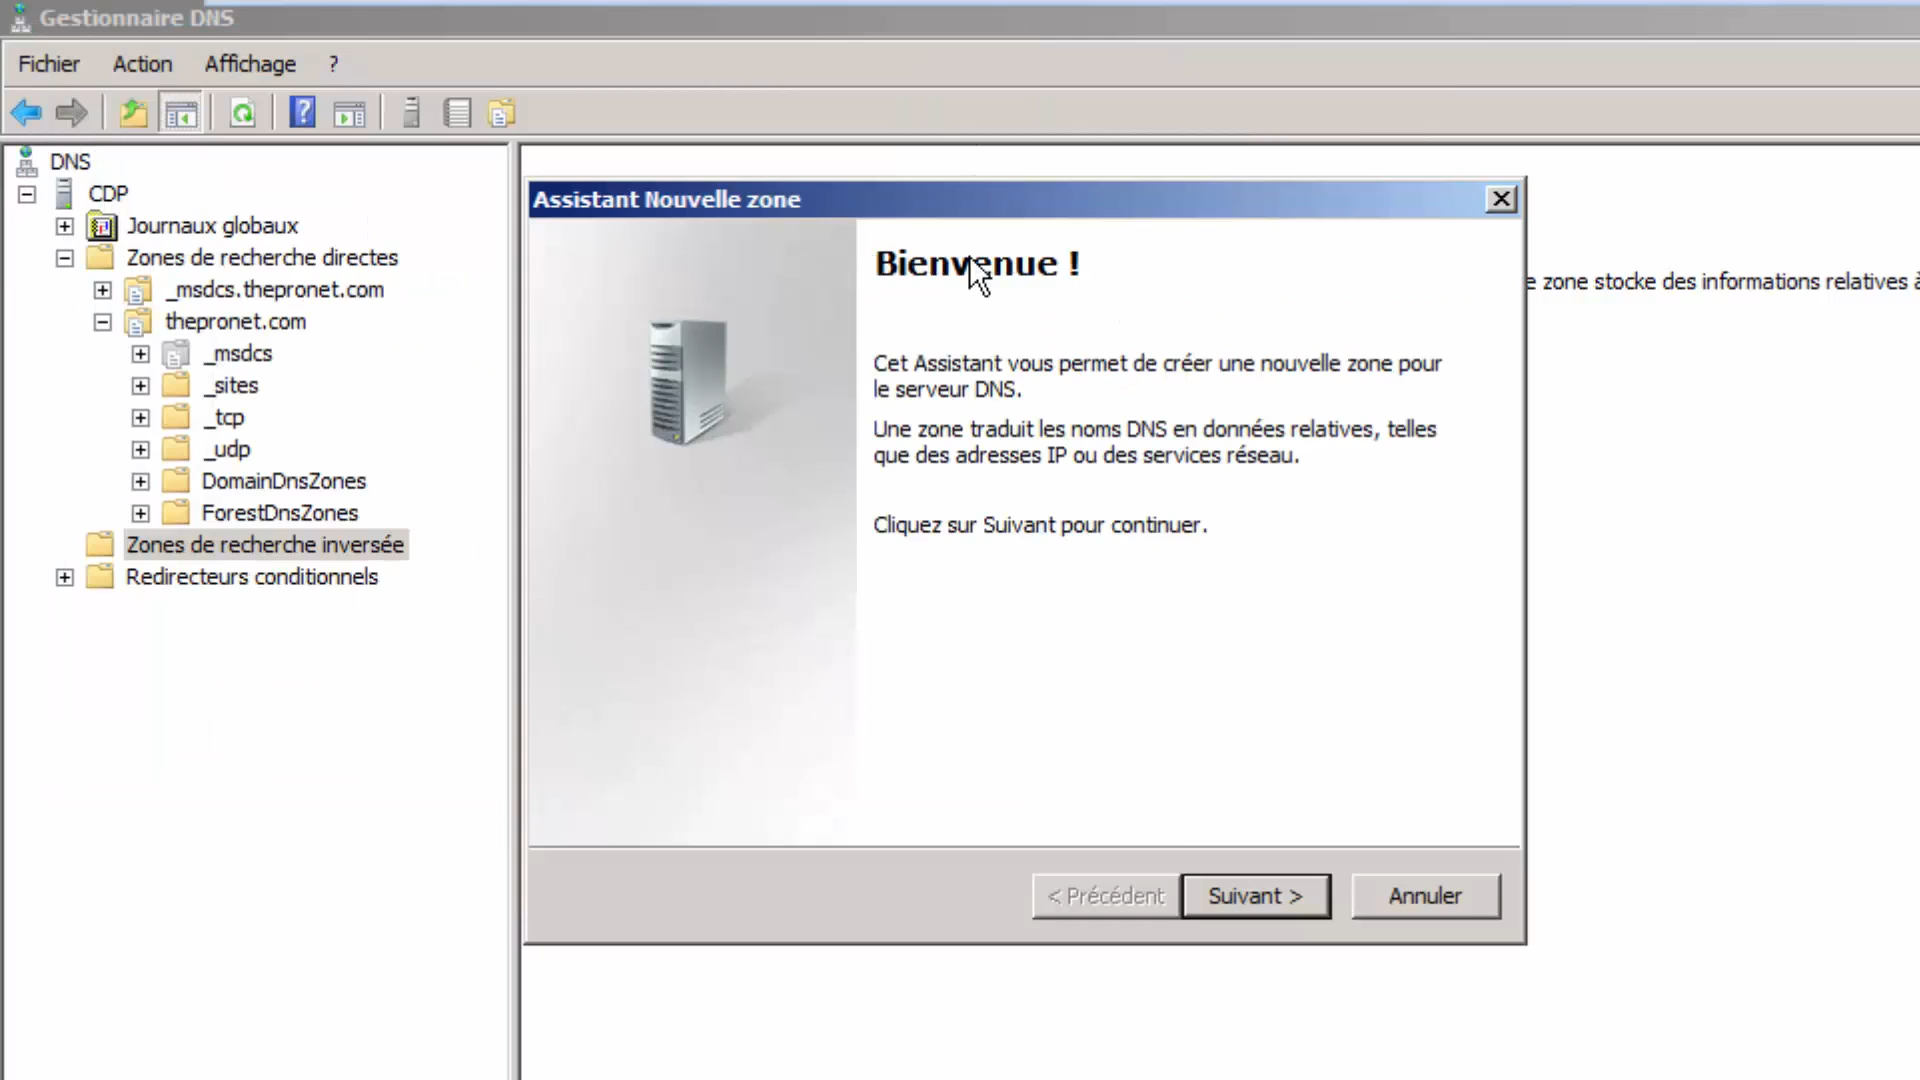 Gestionnaire DNS
Fichier Action Affichage ?
DNS
CDP
Journaux globaux
Zones de recherche directes
_msdcs.thepronet.com
thepronet.com
_msdcs
_sites
_tcp
_udp
DomainDnsZones
ForestDnsZones
Zones de recherche inversée
Redirecteurs conditionnels
Assistant Nouvelle zone
Bienvenue !
Cet Assistant vous permet de créer une nouvelle zone pour
le serveur DNS.
Une zone traduit les noms DNS en données relatives, telles
que des adresses IP ou des services réseau.
Cliquez sur Suivant pour continuer.
< Précédent Suivant > Annuler
e zone stocke des informations relatives à